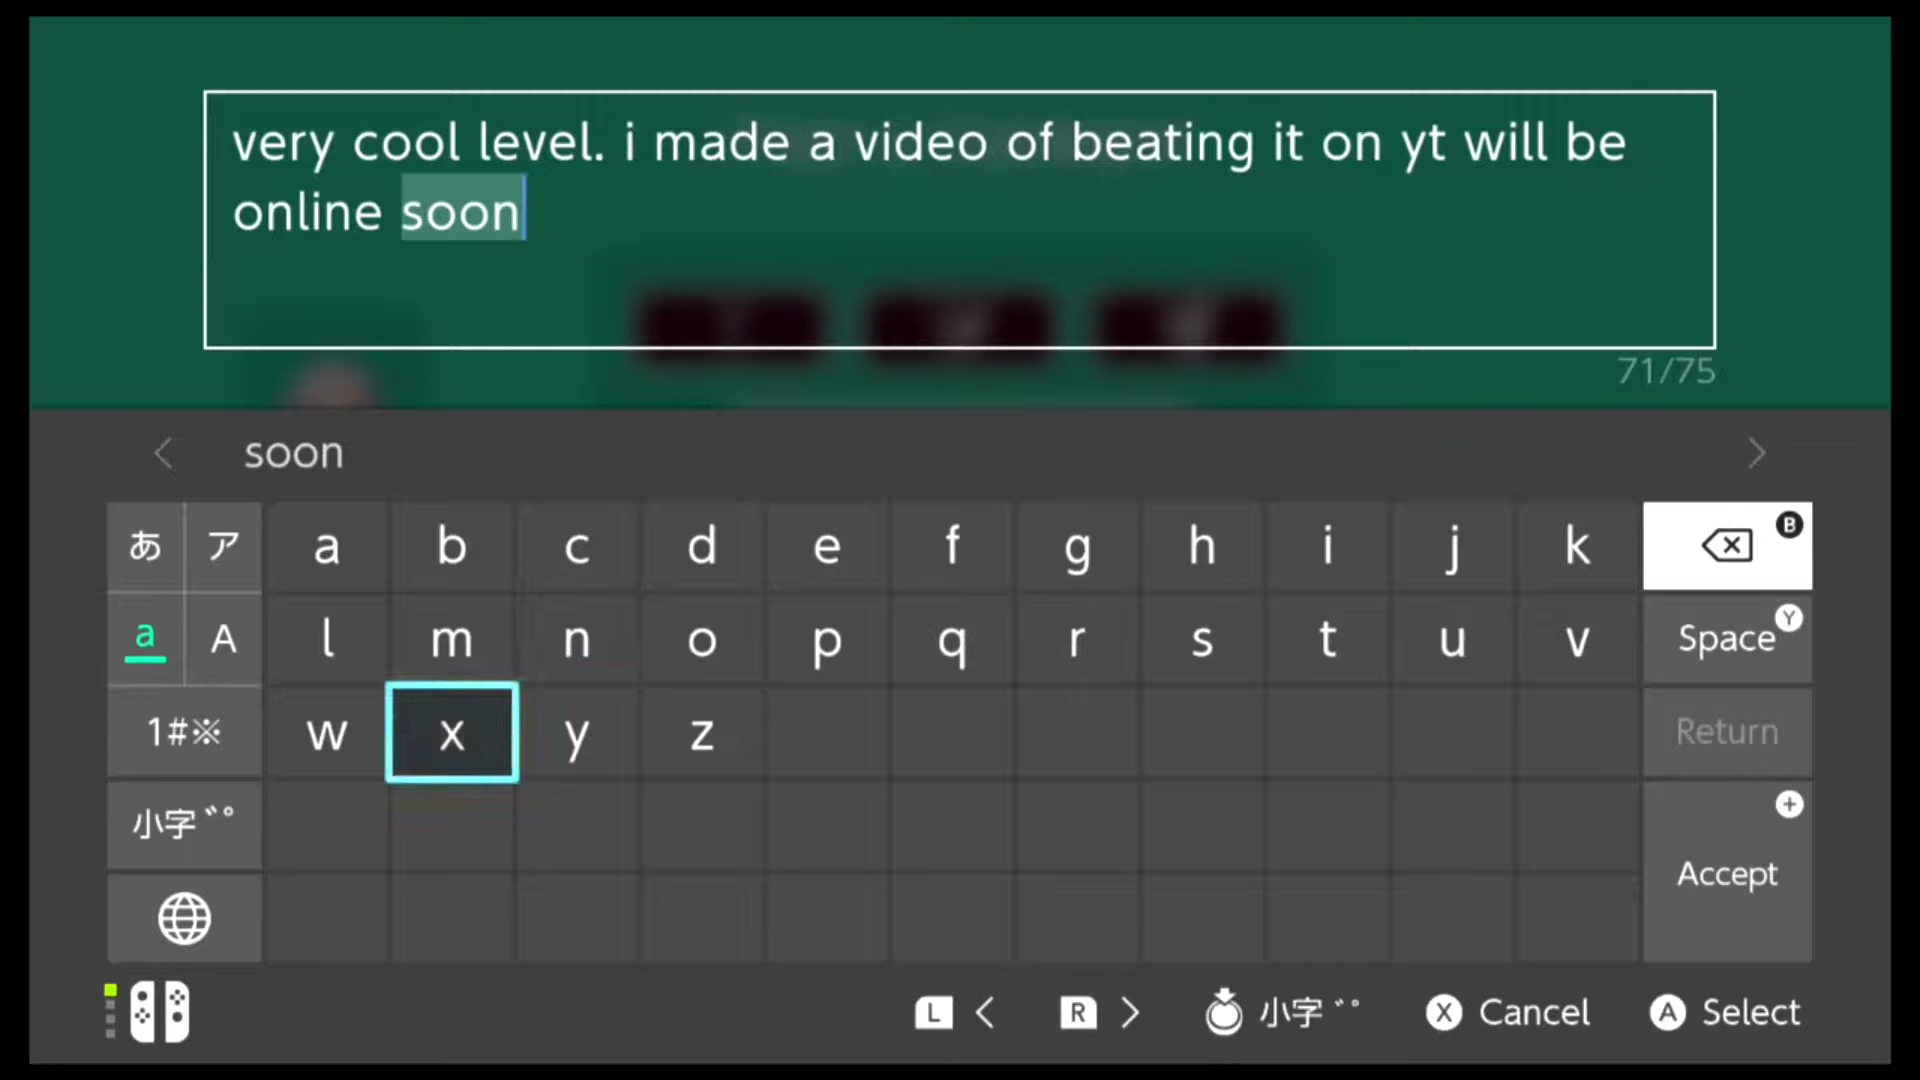 very cool level. i made a video of beating it on yt will be
online soon
71/75
soon
あ ア a b c d e f g h i j k B
a A l m n o p q r s t u v Space Y
1#※ w x y z Return
小字゛゜ + Accept
L R 小字゛゜ X Cancel A Select